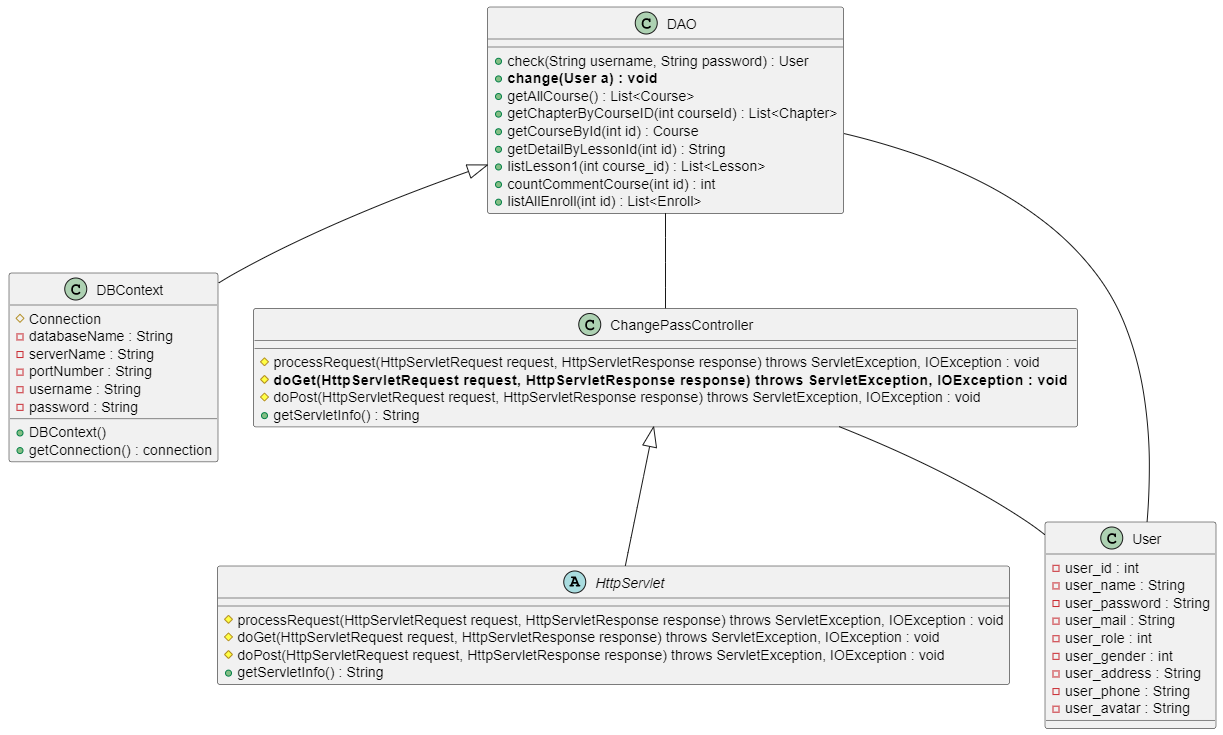 C DAO
check(String username, String password) : User
change(User a) : void
getAllCourse() : List<Course>
getChapterByCourseID(int courseId) : List<Chapter>
getCourseById(int id) : Course
getDetailByLessonId(int id) : String
listLesson1(int course_id) : List<Lesson>
countCommentCourse(int id) : int
listAllEnroll(int id) : List<Enroll>
C DBContext
Connection
databaseName : String
serverName : String
portNumber : String
username : String
password : String
DBContext()
getConnection() : connection
C ChangePassController
processRequest(HttpServletRequest request, HttpServletResponse response) throws ServletException, IOException : void
doGet(HttpServletRequest request, HttpServletResponse response) throws ServletException, IOException : void
doPost(HttpServletRequest request, HttpServletResponse response) throws ServletException, IOException : void
getServletInfo() : String
A HttpServlet
processRequest(HttpServletRequest request, HttpServletResponse response) throws ServletException, IOException : void
doGet(HttpServletRequest request, HttpServletResponse response) throws ServletException, IOException : void
doPost(HttpServletRequest request, HttpServletResponse response) throws ServletException, IOException : void
getServletInfo() : String
C User
user_id : int
user_name : String
user_password : String
user_mail : String
user_role : int
user_gender : int
user_address : String
user_phone : String
user_avatar : String